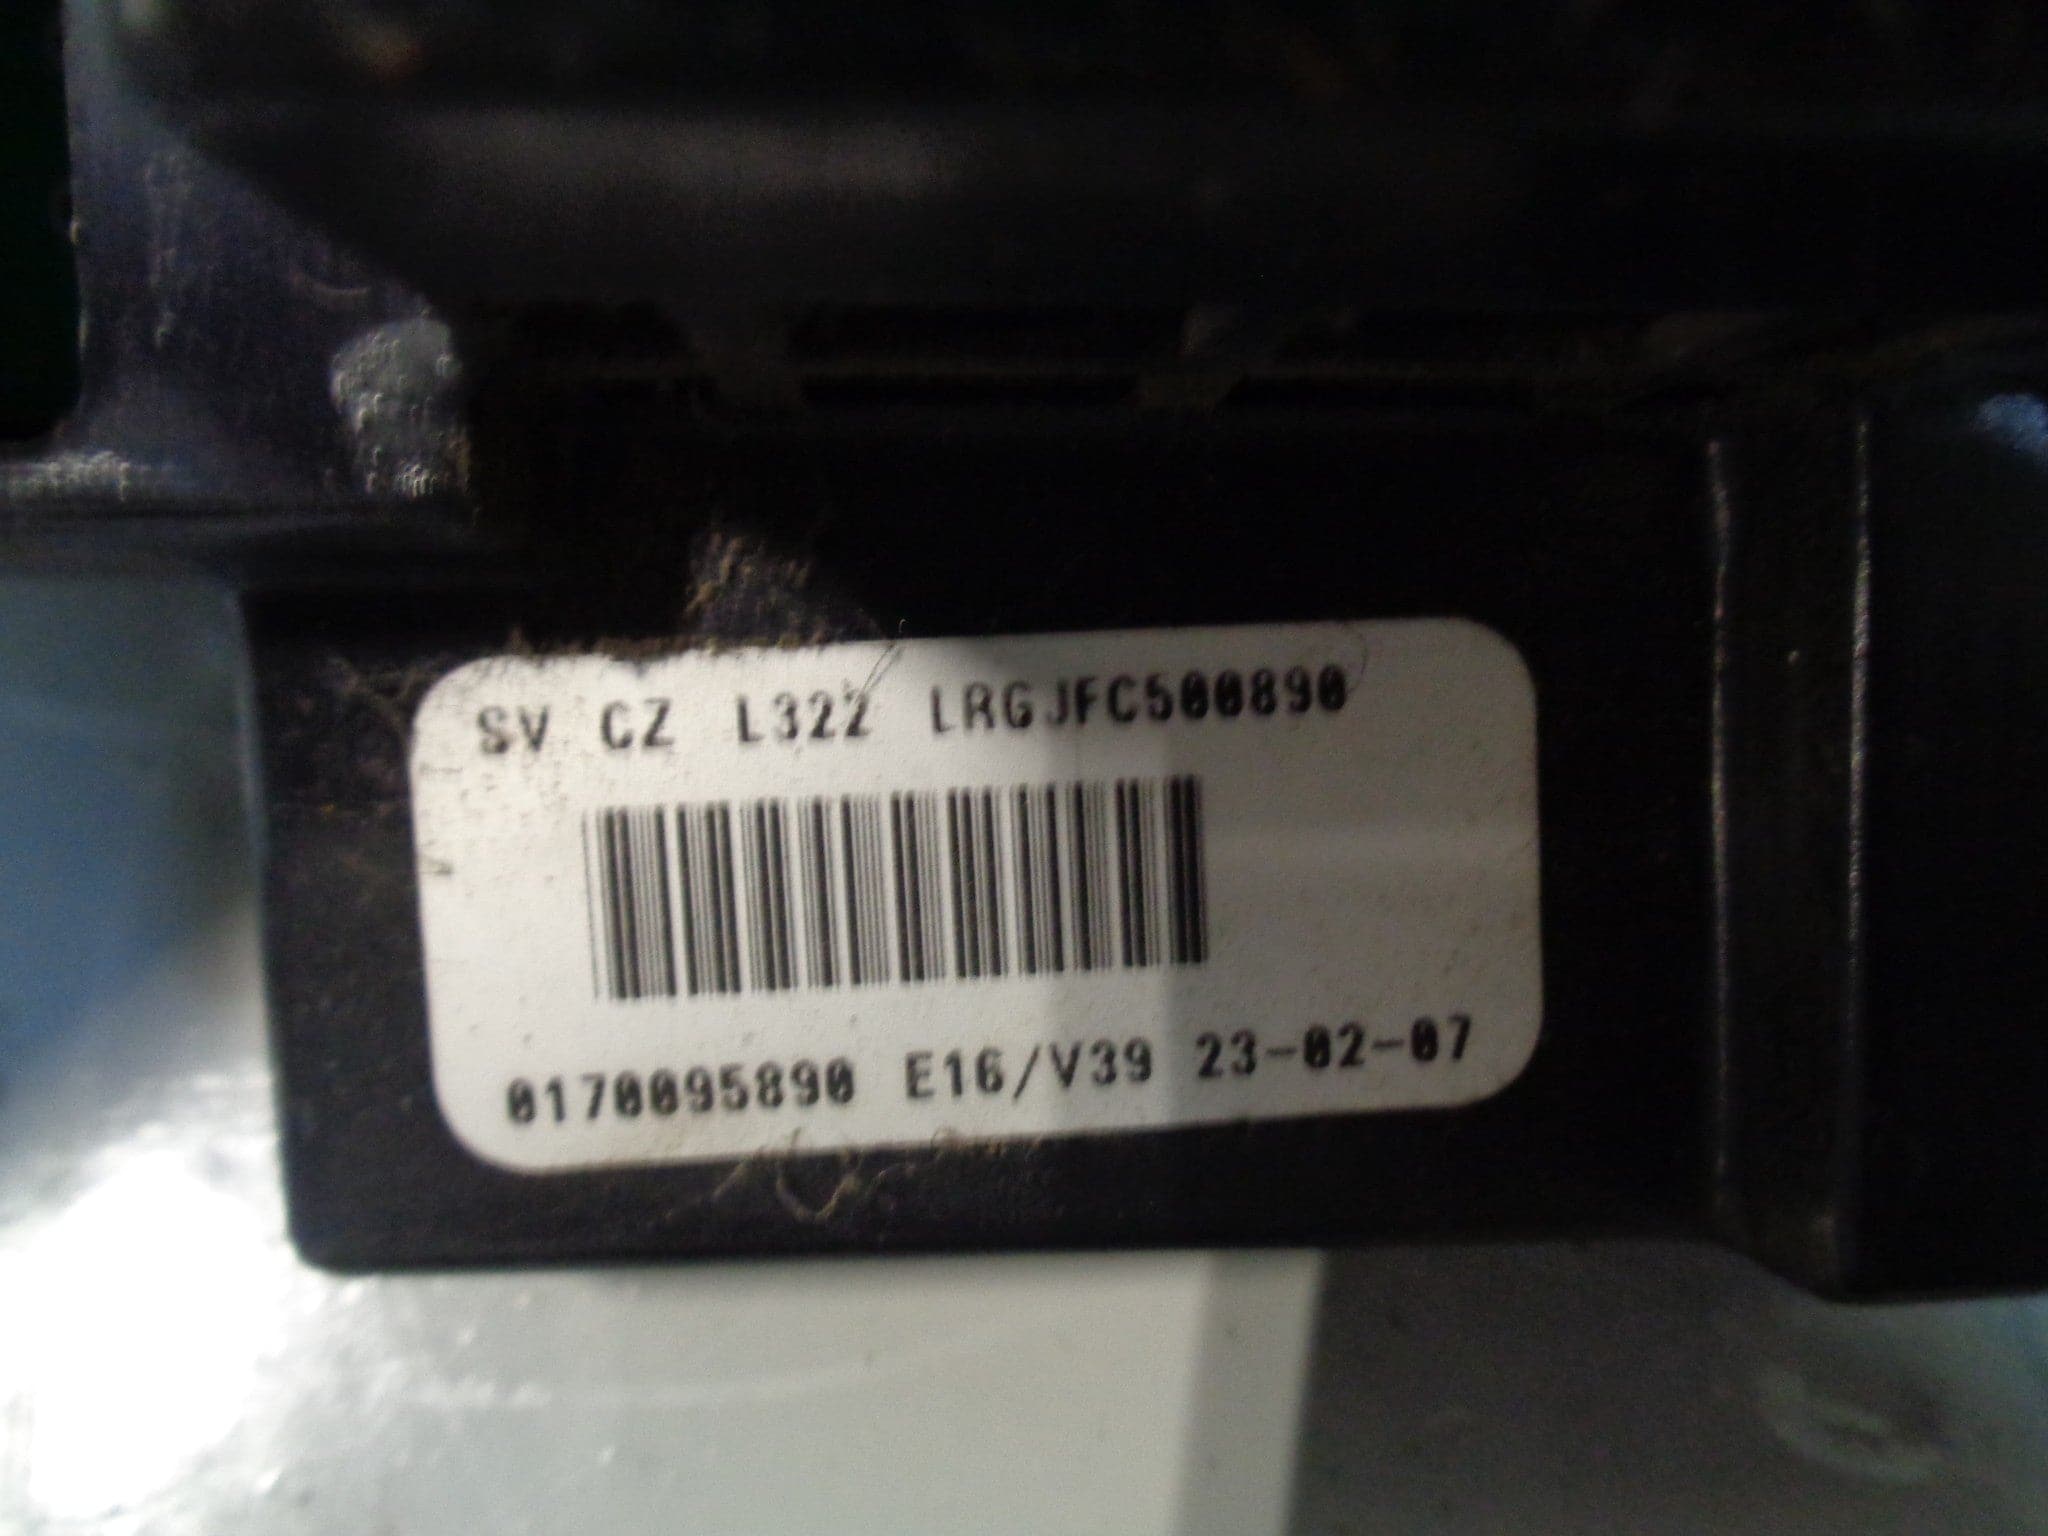 SV CZ L322 LRGJFC500890
0170095890 E16/V39 23-02-07